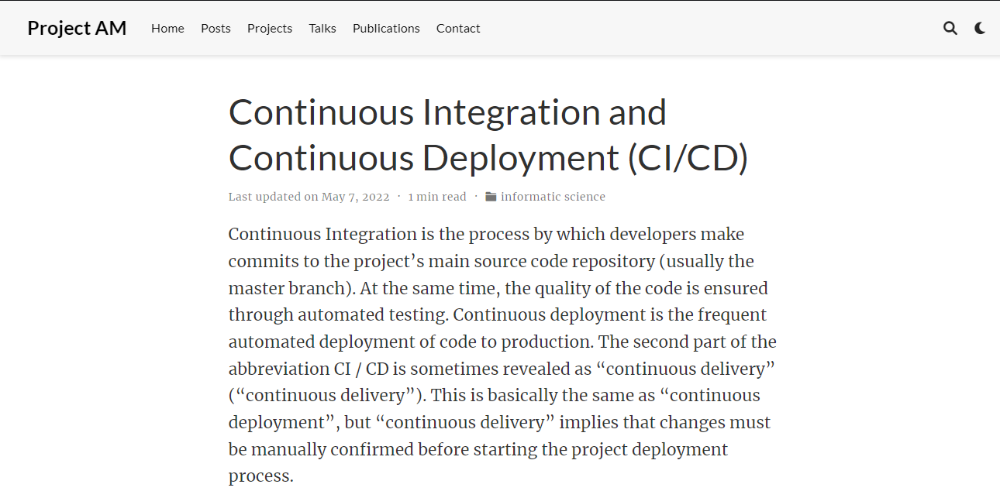 Project AM Home Posts Projects Talks Publications Contact
Continuous Integration and
Continuous Deployment (CI/CD)
Last updated on May 7, 2022 · 1 min read · informatic science
Continuous Integration is the process by which developers make
commits to the project’s main source code repository (usually the
master branch). At the same time, the quality of the code is ensured
through automated testing. Continuous deployment is the frequent
automated deployment of code to production. The second part of the
abbreviation CI / CD is sometimes revealed as “continuous delivery”
(“continuous delivery”). This is basically the same as “continuous
deployment”, but “continuous delivery” implies that changes must
be manually confirmed before starting the project deployment
process.